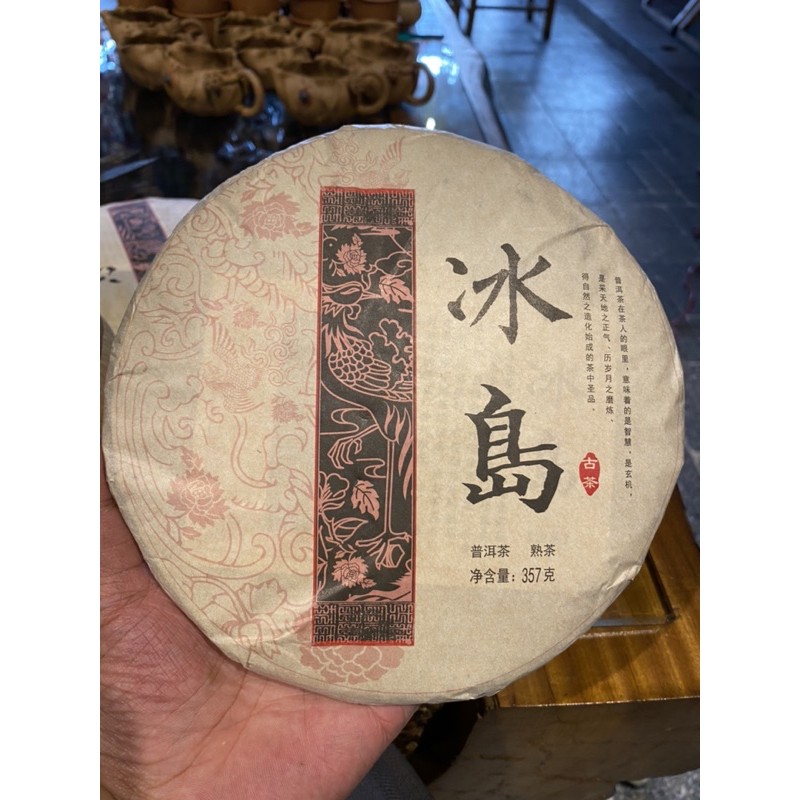 冰島
普洱茶在茶人的眼里，意味着的是智慧，是玄机，
是采天地之正气、历岁月之磨炼，
得自然之造化始成的茶中圣品。
古茶
普洱茶 熟茶
净含量：357克